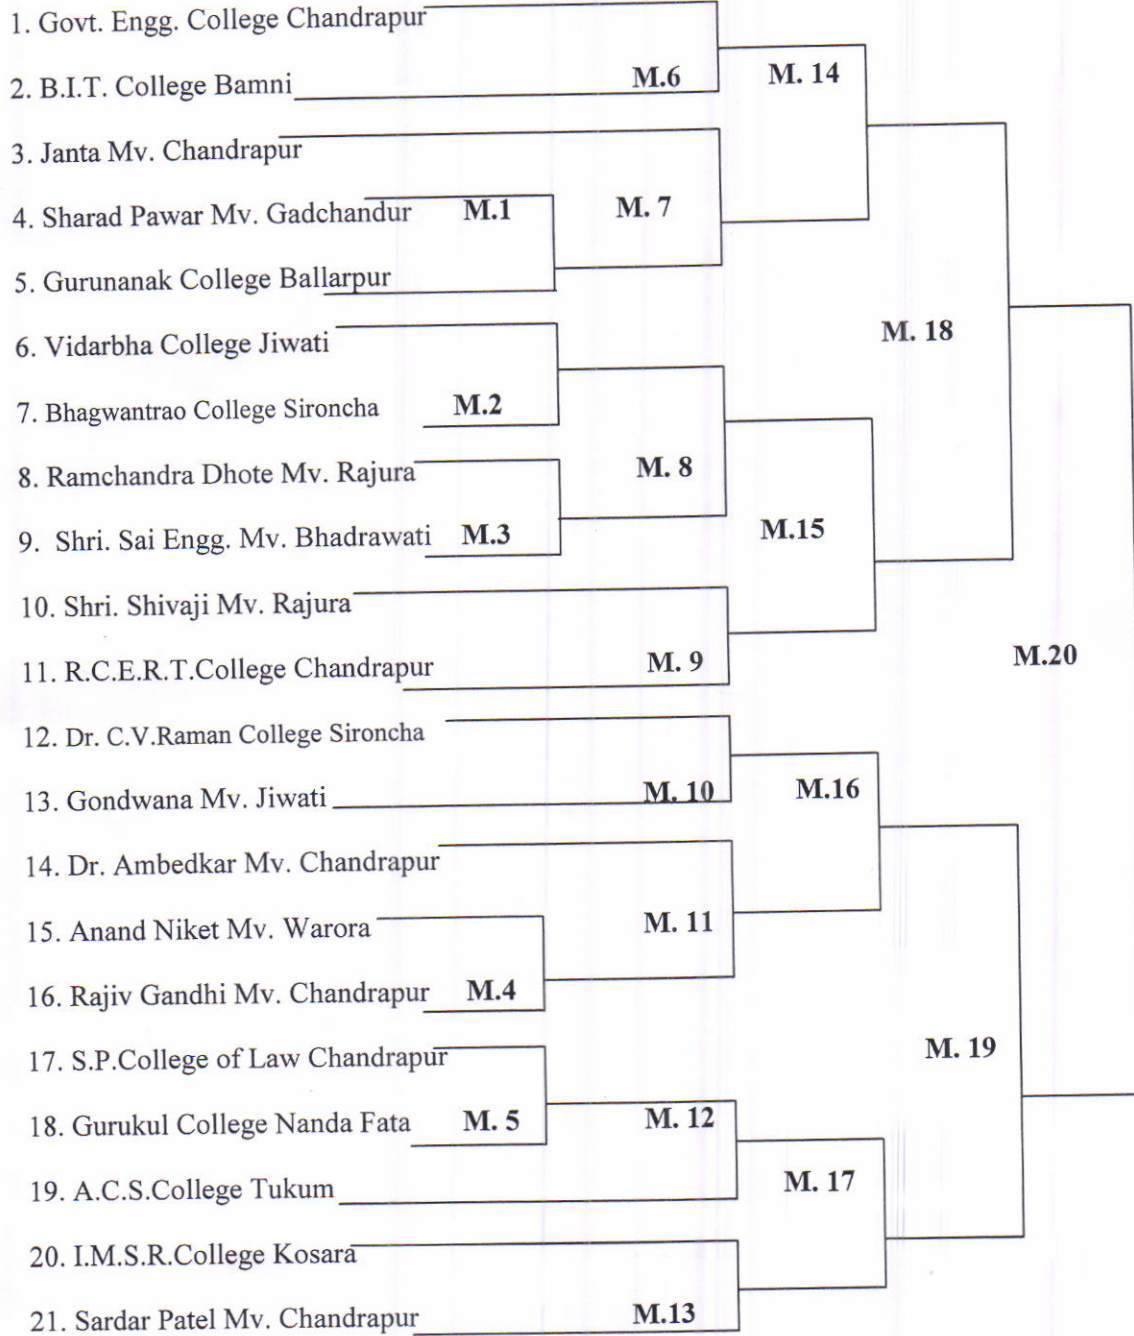 1. Govt. Engg. College Chandrapur
2. B.I.T. College Bamni
M.6
M. 14
3. Janta Mv. Chandrapur
4. Sharad Pawar Mv. Gadchandur
M.1
M. 7
5. Gurunanak College Ballarpur
6. Vidarbha College Jiwati
M. 18
7. Bhagwantrao College Sironcha
M.2
8. Ramchandra Dhote Mv. Rajura
M. 8
9. Shri. Sai Engg. Mv. Bhadrawati
M.3
M.15
10. Shri. Shivaji Mv. Rajura
11. R.C.E.R.T.College Chandrapur
M. 9
M.20
12. Dr. C.V.Raman College Sironcha
13. Gondwana Mv. Jiwati
M. 10
M.16
14. Dr. Ambedkar Mv. Chandrapur
15. Anand Niket Mv. Warora
M. 11
16. Rajiv Gandhi Mv. Chandrapur
M.4
17. S.P.College of Law Chandrapur
M. 19
18. Gurukul College Nanda Fata
M. 5
M. 12
19. A.C.S.College Tukum
M. 17
20. I.M.S.R.College Kosara
21. Sardar Patel Mv. Chandrapur
M.13